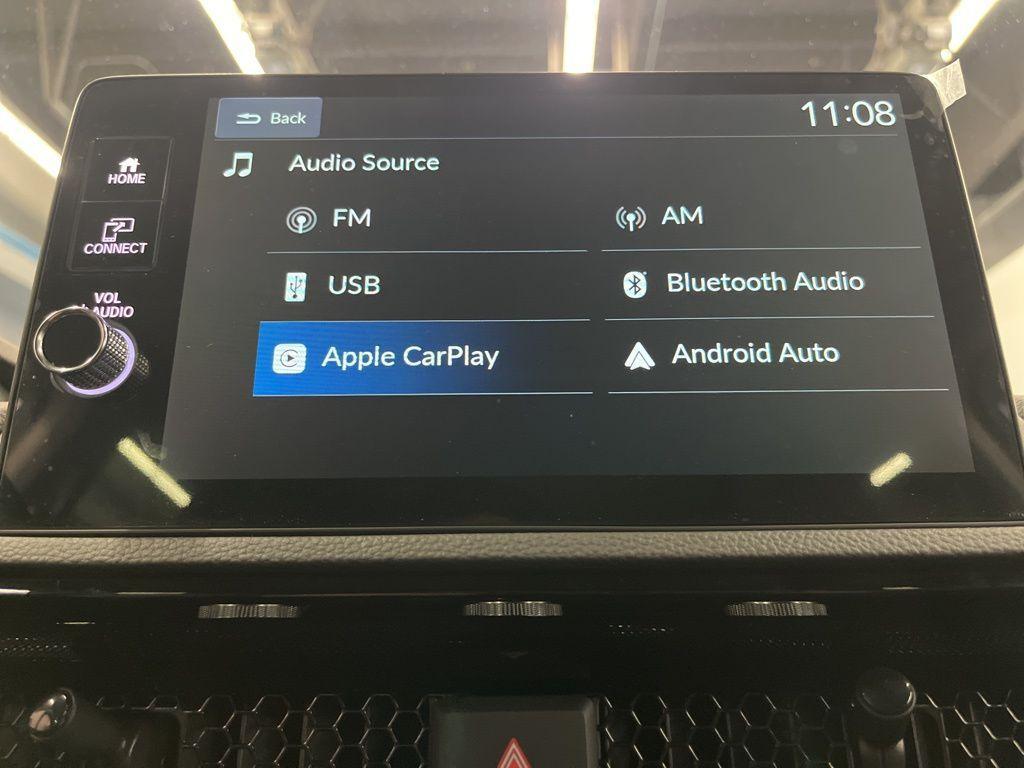 Back
11:08
Audio Source
HOME
FM
AM
CONNECT
USB
Bluetooth Audio
VOL
AUDIO
Apple CarPlay
Android Auto